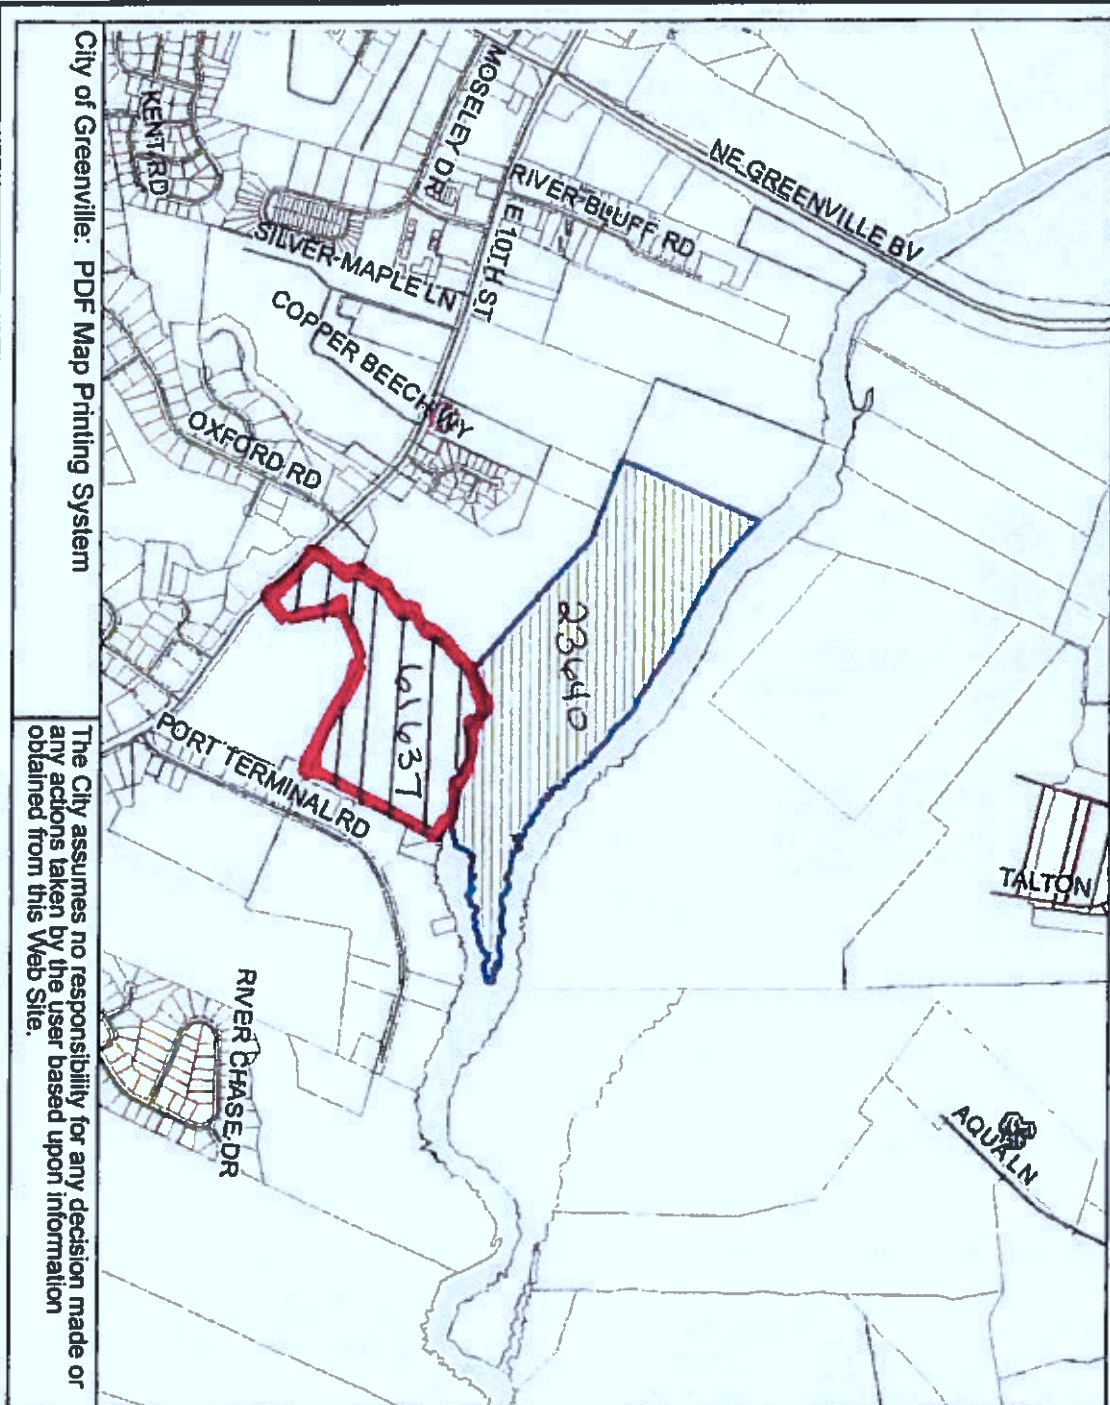 NE GREENVILLE BV
MOSELEY DR
RIVER BLUFF RD
E 10TH ST
KENT RD
SILVER MAPLE LN
COPPER BEECH WY
OXFORD RD
23640
61637
PORT TERMINAL RD
TALTON
RIVER CHASE DR
AQUA LN
City of Greenville: PDF Map Printing System
The City assumes no responsibility for any decision made or
any actions taken by the user based upon information
obtained from this Web Site.